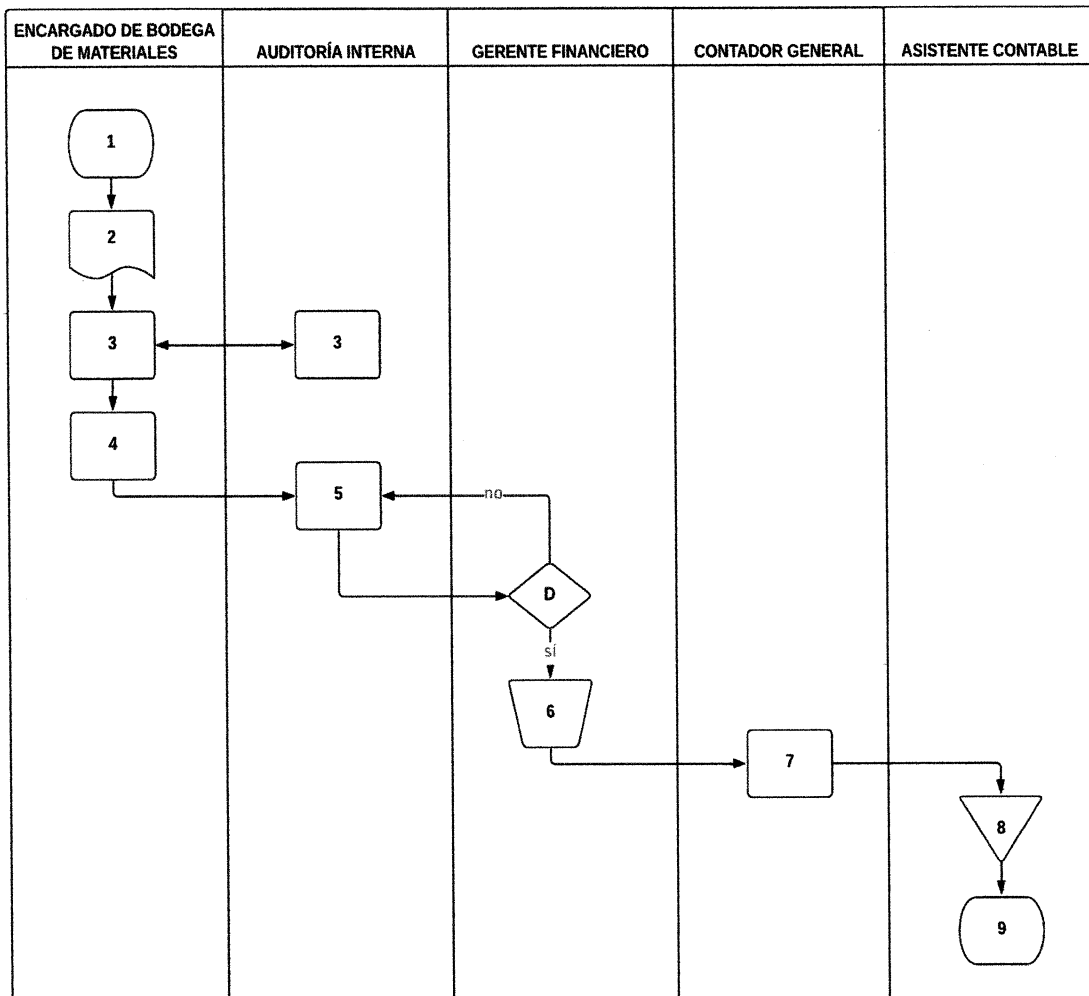 ENCARGADO DE BODEGA
DE MATERIALES
AUDITORÍA INTERNA
GERENTE FINANCIERO
CONTADOR GENERAL
ASISTENTE CONTABLE
1
2
3
3
4
5
no
D
sí
6
7
8
9